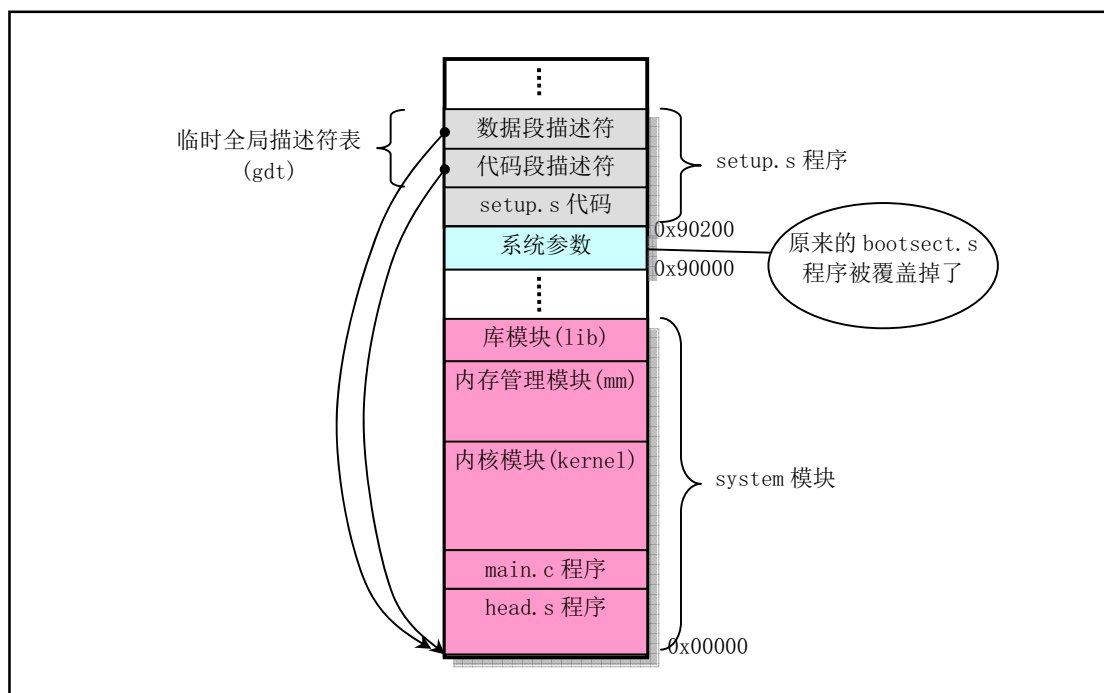 临时全局描述符表
(gdt)
数据段描述符
代码段描述符
setup.s 代码
setup.s 程序
0x90200
系统参数
0x90000
原来的 bootsect.s
程序被覆盖掉了
库模块(lib)
内存管理模块(mm)
内核模块(kernel)
system 模块
main.c 程序
head.s 程序
0x00000